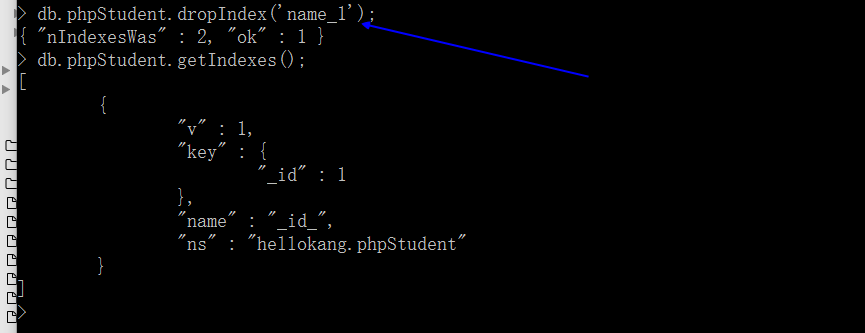 > db.phpStudent.dropIndex('name_1');
{ "nIndexesWas" : 2, "ok" : 1 }
> db.phpStudent.getIndexes();
[
        {
                "v" : 1,
                "key" : {
                        "_id" : 1
                },
                "name" : "_id_",
                "ns" : "hellokang.phpStudent"
        }
]
>